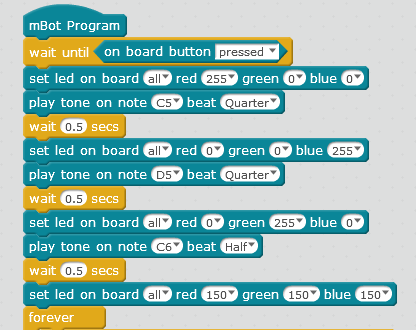 mBot Program
wait until on board button pressed
set led on board all red 255 green 0 blue 0
play tone on note C5 beat Quarter
wait 0.5 secs
set led on board all red 0 green 0 blue 255
play tone on note D5 beat Quarter
wait 0.5 secs
set led on board all red 0 green 255 blue 0
play tone on note C6 beat Half
wait 0.5 secs
set led on board all red 150 green 150 blue 150
forever